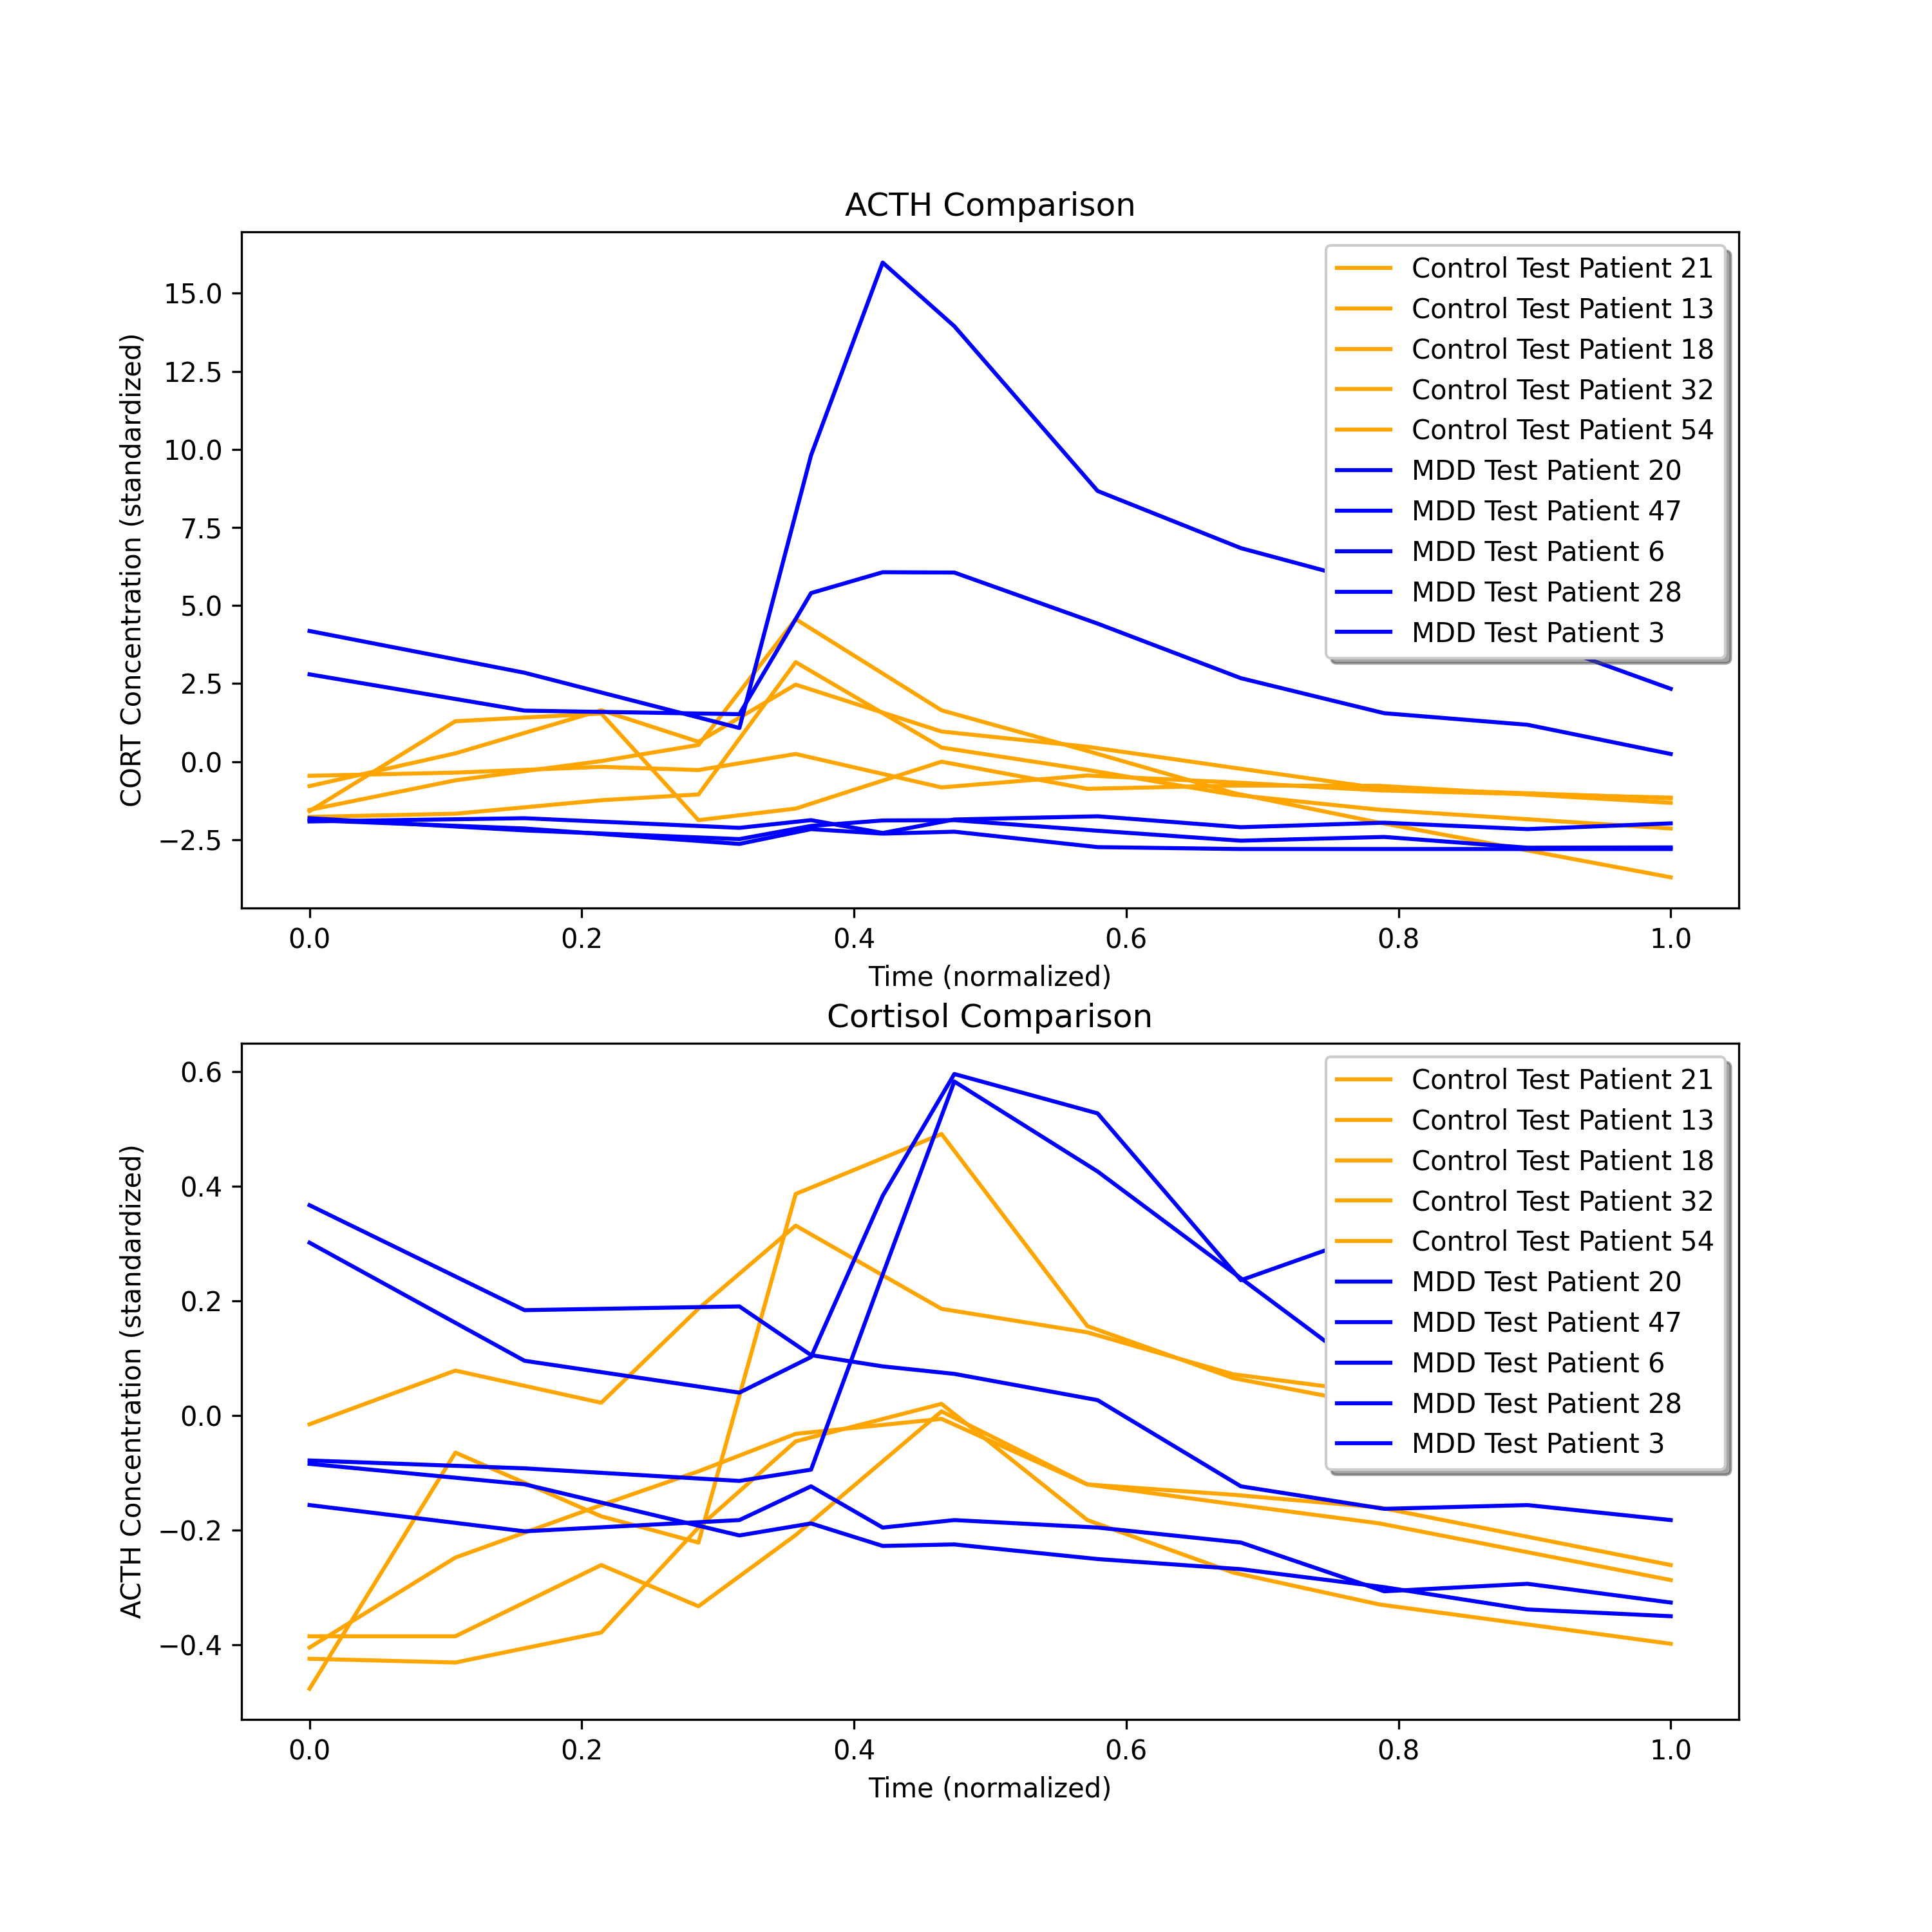 ACTH Comparison
CORT Concentration (standardized)
15.0
12.5
10.0
7.5
5.0
2.5
0.0
−2.5
Control Test Patient 21
Control Test Patient 13
Control Test Patient 18
Control Test Patient 32
Control Test Patient 54
MDD Test Patient 20
MDD Test Patient 47
MDD Test Patient 6
MDD Test Patient 28
MDD Test Patient 3
0.0 0.2 0.4 0.6 0.8 1.0
Time (normalized)
Cortisol Comparison
ACTH Concentration (standardized)
0.6
0.4
0.2
0.0
−0.2
−0.4
Control Test Patient 21
Control Test Patient 13
Control Test Patient 18
Control Test Patient 32
Control Test Patient 54
MDD Test Patient 20
MDD Test Patient 47
MDD Test Patient 6
MDD Test Patient 28
MDD Test Patient 3
0.0 0.2 0.4 0.6 0.8 1.0
Time (normalized)